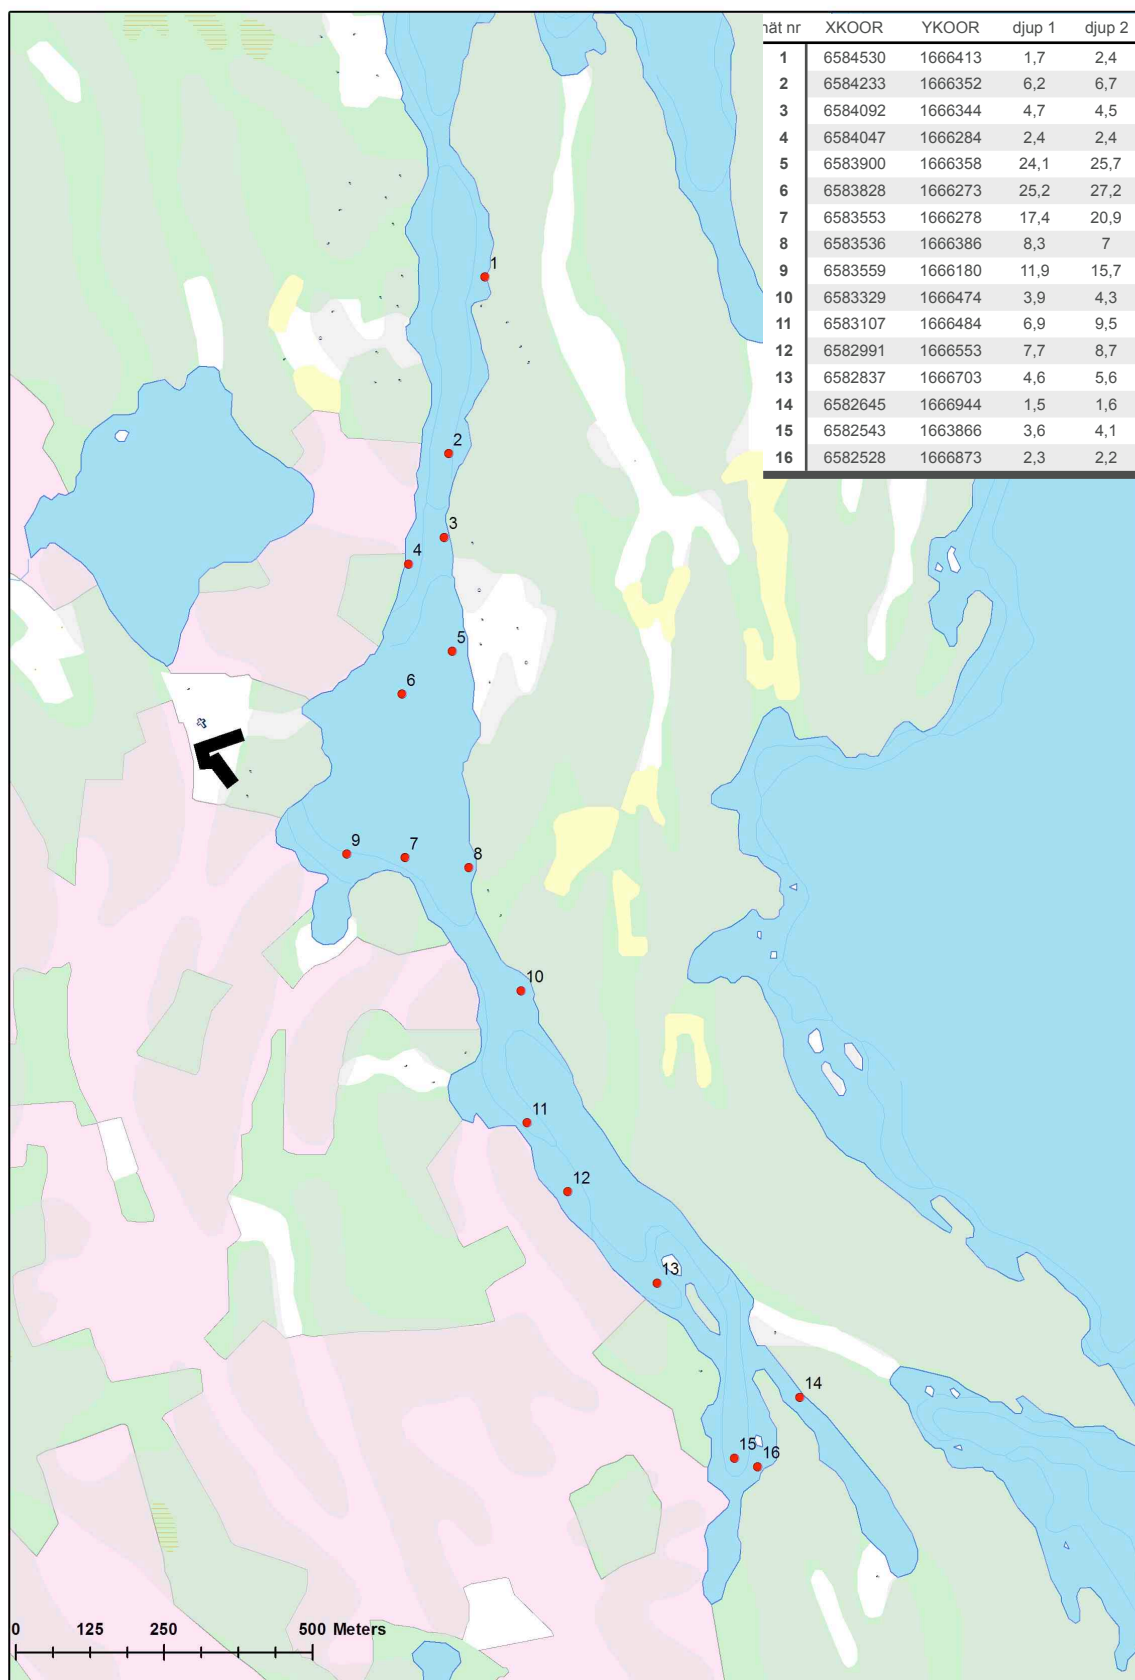 nät nr XKOOR YKOOR djup 1 djup 2
1 6584530 1666413 1,7 2,4
2 6584233 1666352 6,2 6,7
3 6584092 1666344 4,7 4,5
4 6584047 1666284 2,4 2,4
5 6583900 1666358 24,1 25,7
6 6583828 1666273 25,2 27,2
7 6583553 1666278 17,4 20,9
8 6583536 1666386 8,3 7
9 6583559 1666180 11,9 15,7
10 6583329 1666474 3,9 4,3
11 6583107 1666484 6,9 9,5
12 6582991 1666553 7,7 8,7
13 6582837 1666703 4,6 5,6
14 6582645 1666944 1,5 1,6
15 6582543 1663866 3,6 4,1
16 6582528 1666873 2,3 2,2
1
2
3
4
5
6
9
7
8
10
11
12
13
14
15
16
0 125 250 500 Meters